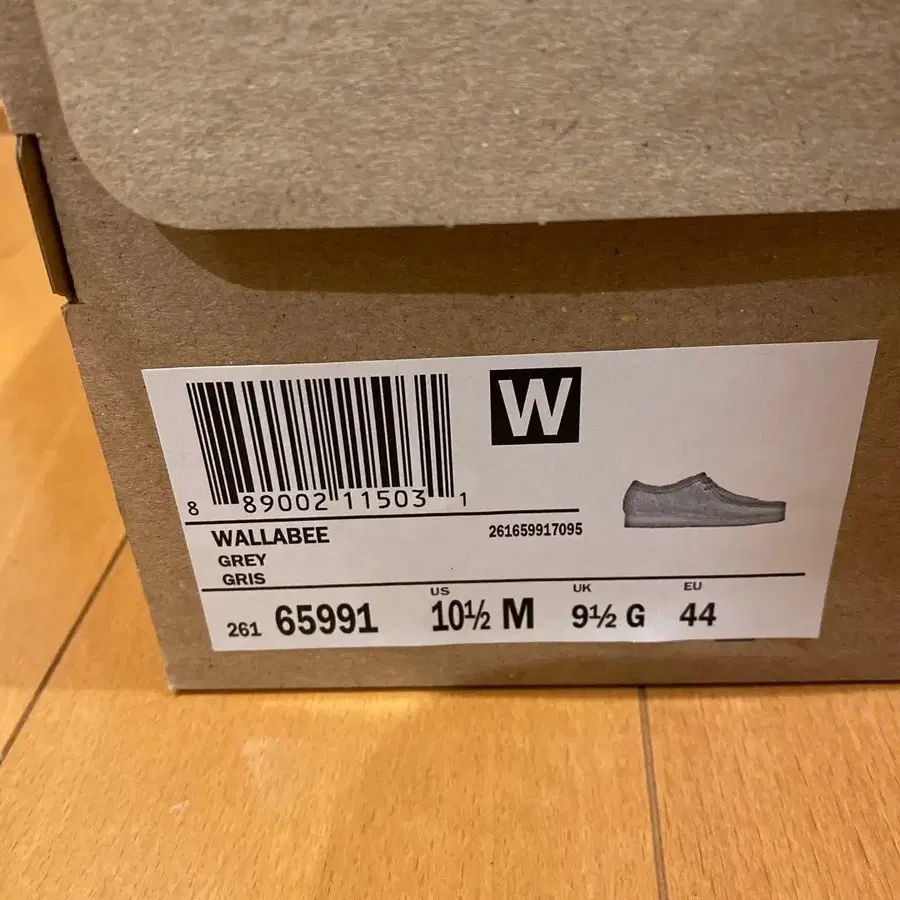 W
8 89002 11503 1
WALLABEE 261659917095
GREY
GRIS
US UK EU
261 65991 10½ M 9½ G 44